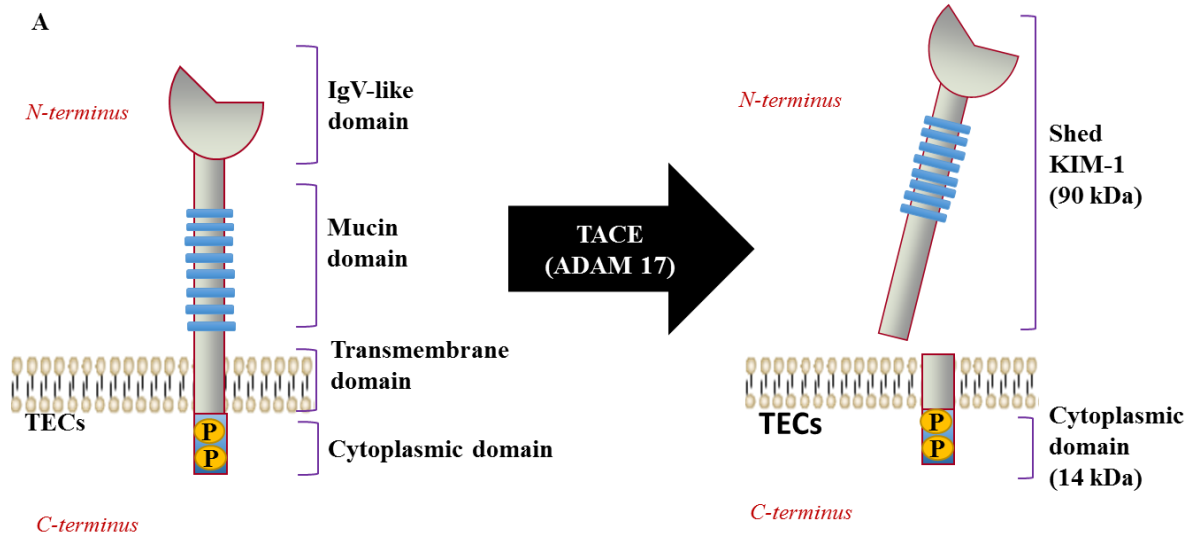 A
N-terminus
IgV-like
domain
Mucin
domain
Transmembrane
domain
TECs
P
P
Cytoplasmic domain
C-terminus
TACE
(ADAM 17)
N-terminus
Shed
KIM-1
(90 kDa)
TECs
P
P
Cytoplasmic
domain
(14 kDa)
C-terminus